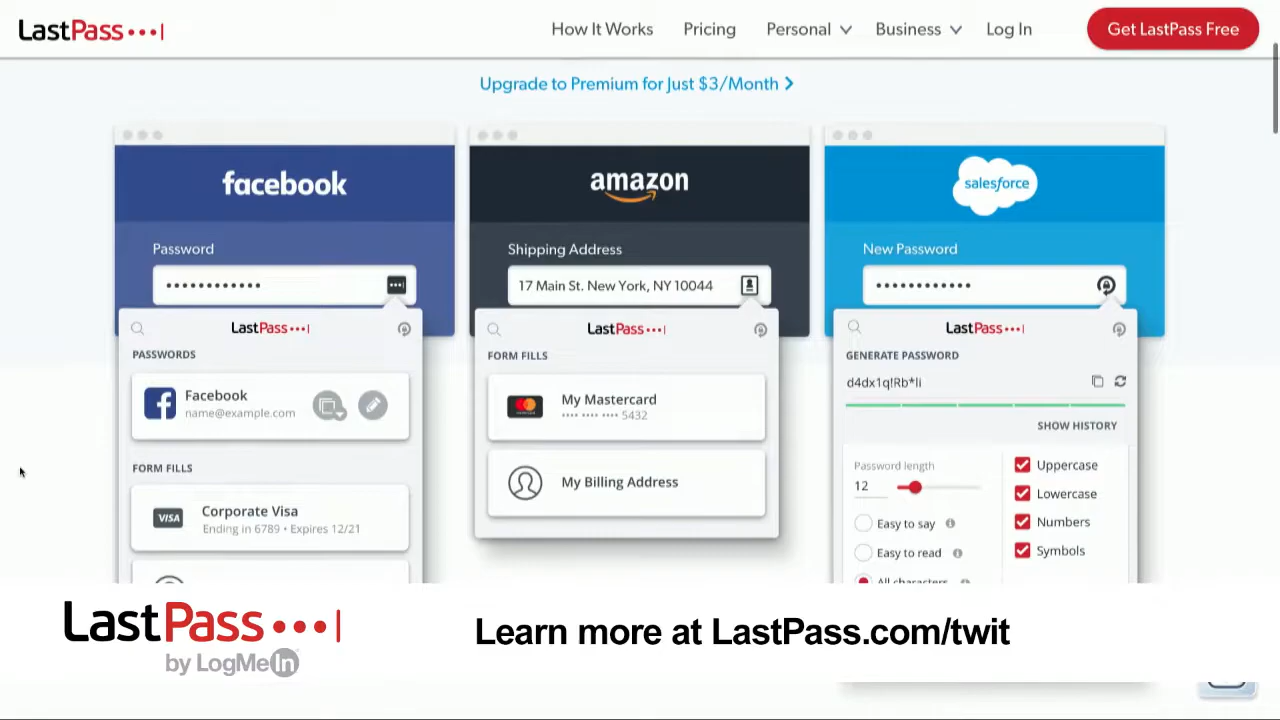 LastPass
How It Works
Pricing
Personal
Business
Log In
Get LastPass Free
Upgrade to Premium for Just $3/Month
facebook
Password
LastPass
PASSWORDS
Facebook
name@example.com
FORM FILLS
Corporate Visa
VISA
Ending in 6789 • Expires 12/21
amazon
Shipping Address
17 Main St. New York, NY 10044
LastPass
FORM FILLS
My Mastercard
•••• •••• •••• 5432
My Billing Address
salesforce
New Password
LastPass
GENERATE PASSWORD
d4dx1q!Rb*li
SHOW HISTORY
Password length
12
Easy to say
Easy to read
All characters
Uppercase
Lowercase
Numbers
Symbols
LastPass
by LogMeIn
Learn more at LastPass.com/twit